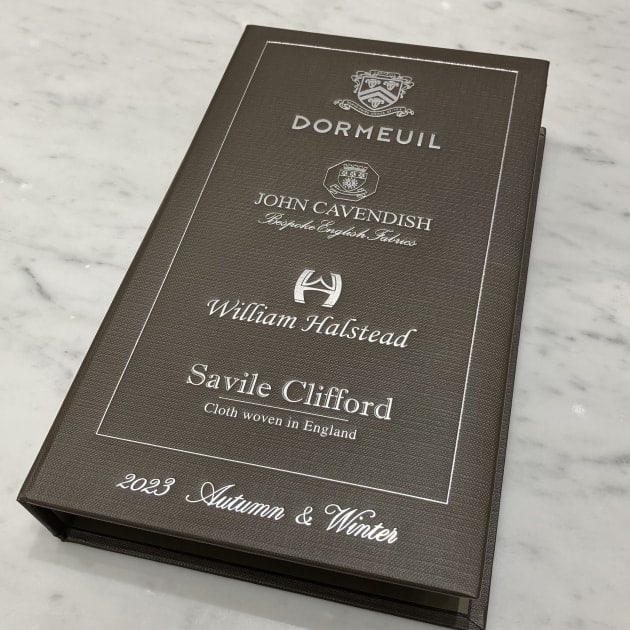 DORMEUIL
JOHN CAVENDISH
Bespoke English Fabrics
William Halstead
Savile Clifford
Cloth woven in England
2023 Autumn & Winter